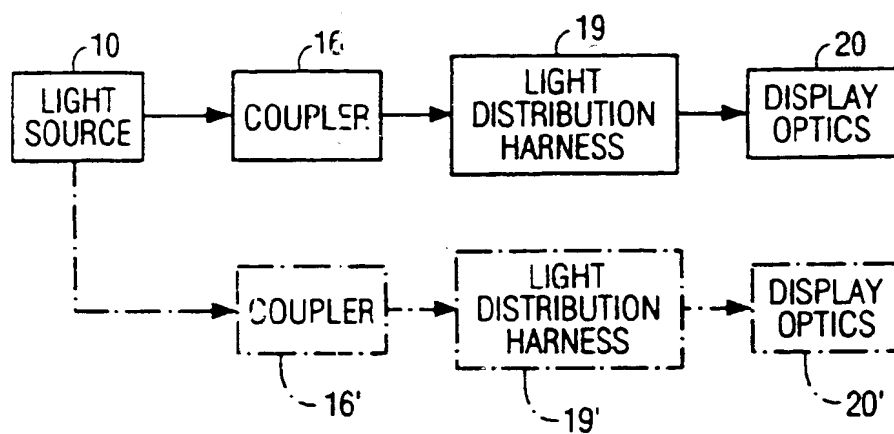 10
LIGHT
SOURCE
16
COUPLER
19
LIGHT
DISTRIBUTION
HARNESS
20
DISPLAY
OPTICS
COUPLER
16'
LIGHT
DISTRIBUTION
HARNESS
19'
DISPLAY
OPTICS
20'